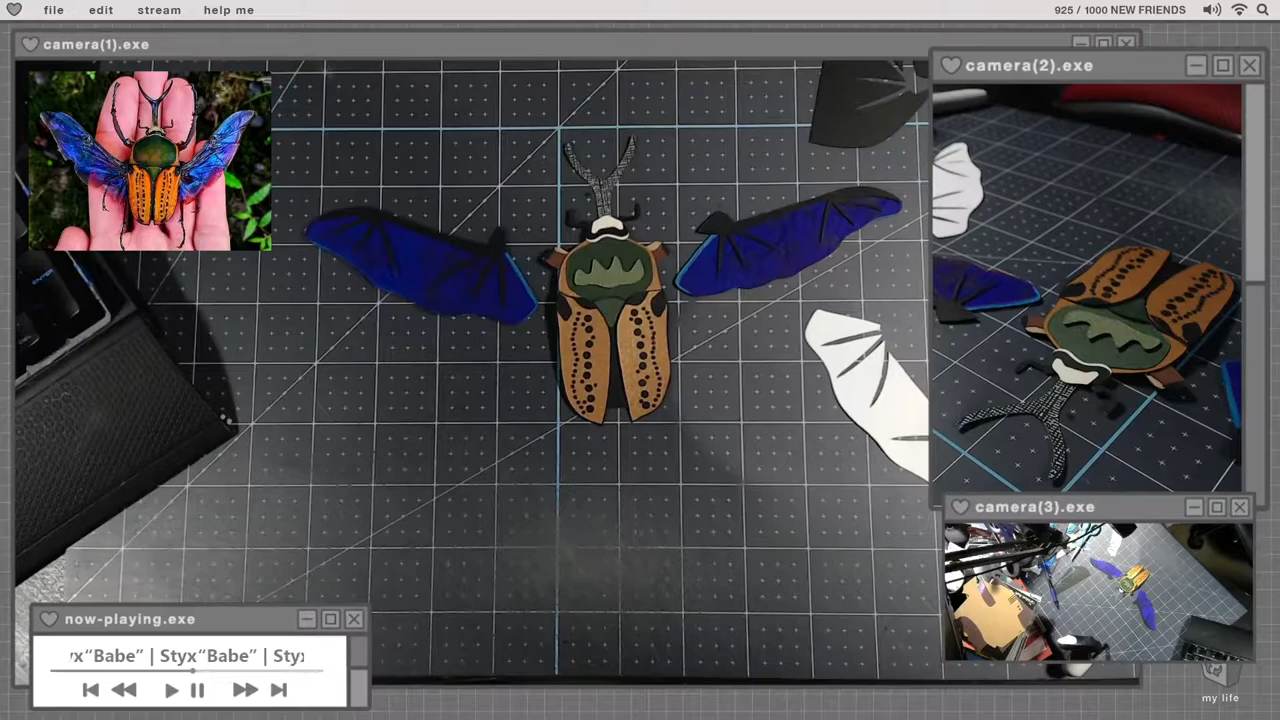 file edit stream help me
925 / 1000 NEW FRIENDS
camera(1).exe
camera(2).exe
camera(3).exe
now-playing.exe
"Babe" | Styx"Babe" | Sty
my life